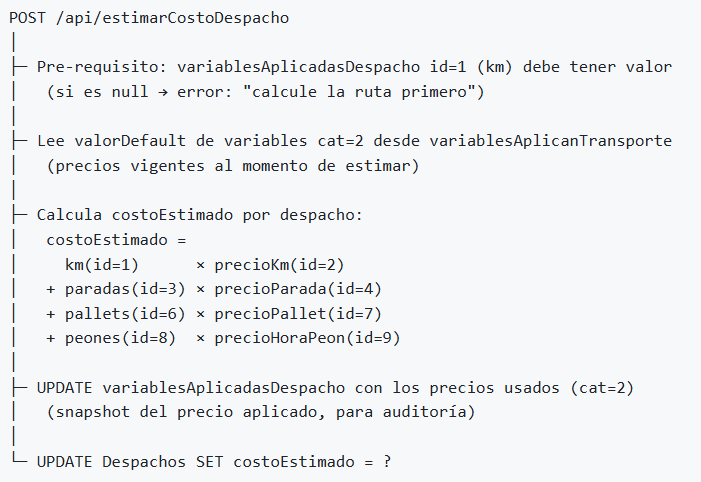 POST /api/estimarCostoDespacho
│
├─ Pre-requisito: variablesAplicadasDespacho id=1 (km) debe tener valor
│  (si es null → error: "calcule la ruta primero")
│
├─ Lee valorDefault de variables cat=2 desde variablesAplicanTransporte
│  (precios vigentes al momento de estimar)
│
├─ Calcula costoEstimado por despacho:
│  costoEstimado =
│    km(id=1)      × precioKm(id=2)
│  + paradas(id=3) × precioParada(id=4)
│  + pallets(id=6) × precioPallet(id=7)
│  + peones(id=8)  × precioHoraPeon(id=9)
│
├─ UPDATE variablesAplicadasDespacho con los precios usados (cat=2)
│  (snapshot del precio aplicado, para auditoría)
│
└─ UPDATE Despachos SET costoEstimado = ?